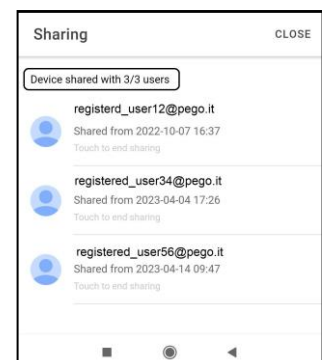 Sharing
CLOSE
Device shared with 3/3 users
registerd_user12@pego.it
Shared from 2022-10-07 16:37
Touch to end sharing
registered_user34@pego.it
Shared from 2023-04-04 17:26
Touch to end sharing
registered_user56@pego.it
Shared from 2023-04-14 09:47
Touch to end sharing